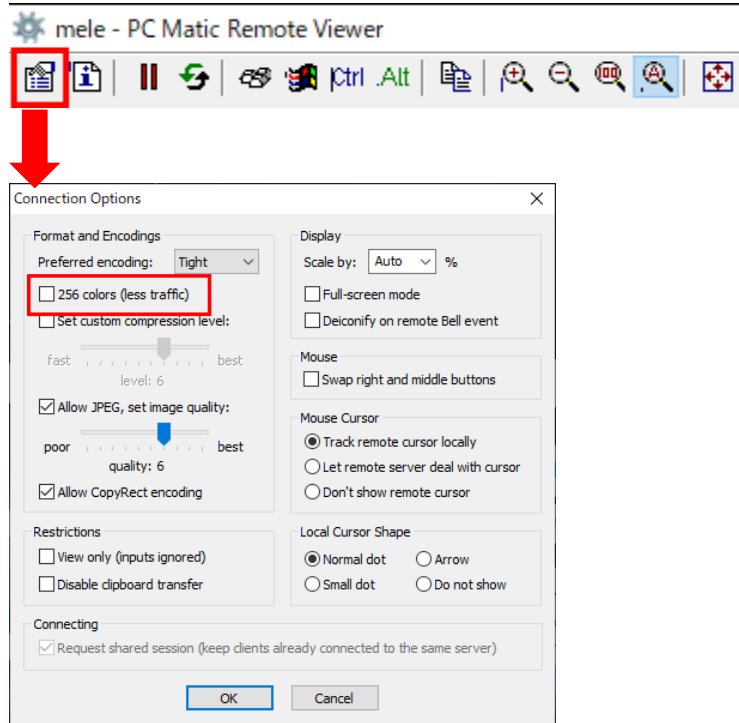 mele - PC Matic Remote Viewer
Ctrl Alt
Connection Options
Format and Encodings
Preferred encoding: Tight
256 colors (less traffic)
Set custom compression level:
fast best
level: 6
Allow JPEG, set image quality:
poor best
quality: 6
Allow CopyRect encoding
Restrictions
View only (inputs ignored)
Disable clipboard transfer
Display
Scale by: Auto %
Full-screen mode
Deiconify on remote Bell event
Mouse
Swap right and middle buttons
Mouse Cursor
Track remote cursor locally
Let remote server deal with cursor
Don't show remote cursor
Local Cursor Shape
Normal dot Arrow
Small dot Do not show
Connecting
Request shared session (keep clients already connected to the same server)
OK Cancel